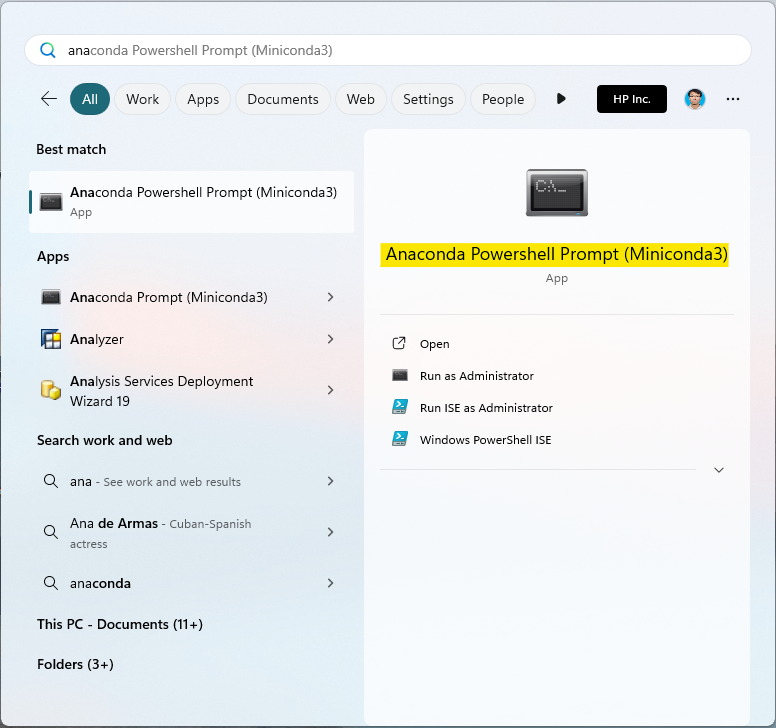 anaconda Powershell Prompt (Miniconda3)
All Work Apps Documents Web Settings People HP Inc.
Best match
Anaconda Powershell Prompt (Miniconda3)
App
Apps
Anaconda Prompt (Miniconda3)
Analyzer
Analysis Services Deployment
Wizard 19
Search work and web
ana - See work and web results
Ana de Armas - Cuban-Spanish
actress
anaconda
This PC - Documents (11+)
Folders (3+)
C:\_
Anaconda Powershell Prompt (Miniconda3)
App
Open
Run as Administrator
Run ISE as Administrator
Windows PowerShell ISE